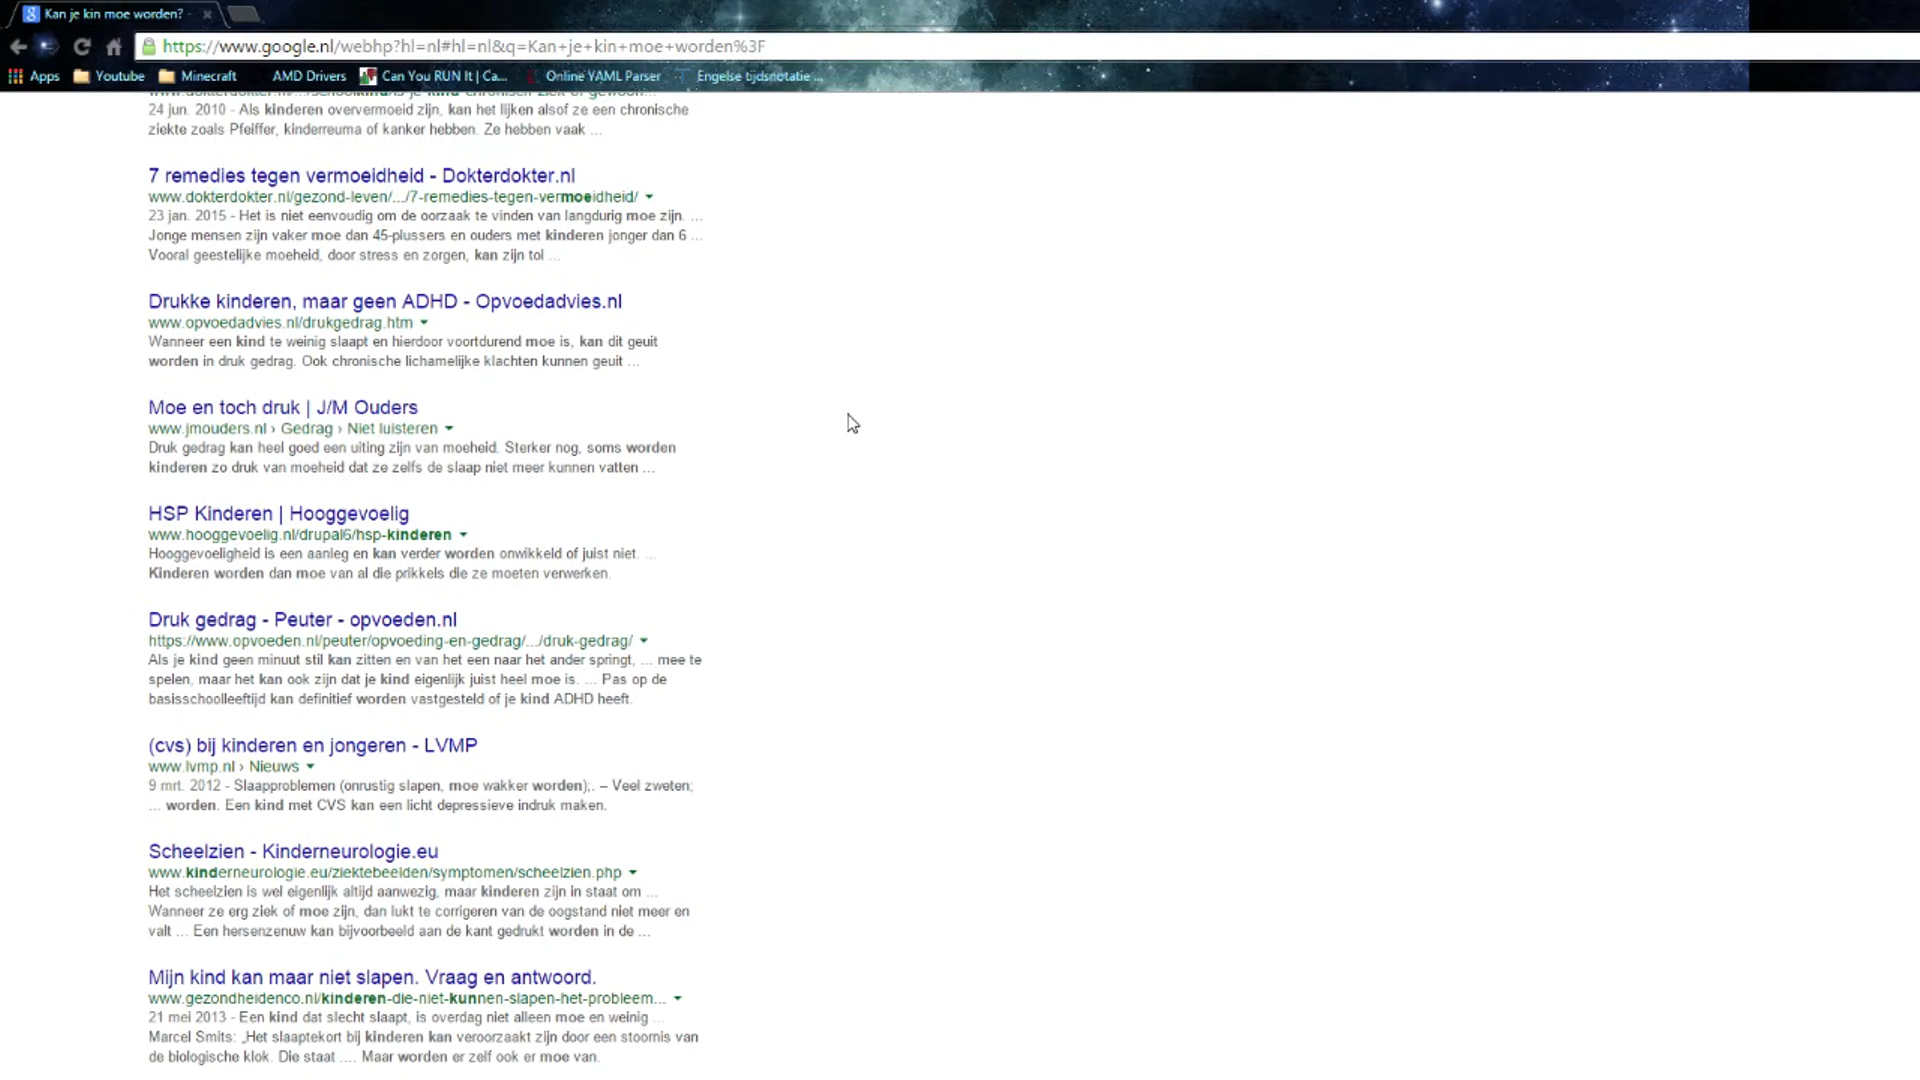 Kan je kin moe worden? -
https://www.google.nl/webhp?hl=nl#hl=nl&q=Kan+je+kin+moe+worden%3F
Apps Youtube Minecraft AMD Drivers Can You RUN It | Ca... Online YAML Parser Engelse tijdsnotatie ...
24 jun. 2010 - Als kinderen oververmoeid zijn, kan het lijken alsof ze een chronische
ziekte zoals Pfeiffer, kinderreuma of kanker hebben. Ze hebben vaak ...
7 remedies tegen vermoeidheid - Dokterdokter.nl
www.dokterdokter.nl/gezond-leven/.../7-remedies-tegen-vermoeidheid/
23 jan. 2015 - Het is niet eenvoudig om de oorzaak te vinden van langdurig moe zijn. ...
Jonge mensen zijn vaker moe dan 45-plussers en ouders met kinderen jonger dan 6 ...
Vooral geestelijke moeheid, door stress en zorgen, kan zijn tol ...
Drukke kinderen, maar geen ADHD - Opvoedadvies.nl
www.opvoedadvies.nl/drukgedrag.htm
Wanneer een kind te weinig slaapt en hierdoor voortdurend moe is, kan dit geuit
worden in druk gedrag. Ook chronische lichamelijke klachten kunnen geuit ...
Moe en toch druk | J/M Ouders
www.jmouders.nl › Gedrag › Niet luisteren
Druk gedrag kan heel goed een uiting zijn van moeheid. Sterker nog, soms worden
kinderen zo druk van moeheid dat ze zelfs de slaap niet meer kunnen vatten ...
HSP Kinderen | Hooggevoelig
www.hooggevoelig.nl/drupal6/hsp-kinderen
Hooggevoeligheid is een aanleg en kan verder worden onwikkeld of juist niet. ...
Kinderen worden dan moe van al die prikkels die ze moeten verwerken.
Druk gedrag - Peuter - opvoeden.nl
https://www.opvoeden.nl/peuter/opvoeding-en-gedrag/.../druk-gedrag/
Als je kind geen minuut stil kan zitten en van het een naar het ander springt, ... mee te
spelen, maar het kan ook zijn dat je kind eigenlijk juist heel moe is. ... Pas op de
basisschoolleeftijd kan definitief worden vastgesteld of je kind ADHD heeft.
(cvs) bij kinderen en jongeren - LVMP
www.lvmp.nl › Nieuws
9 mrt. 2012 - Slaapproblemen (onrustig slapen, moe wakker worden);. – Veel zweten;
... worden. Een kind met CVS kan een licht depressieve indruk maken.
Scheelzien - Kinderneurologie.eu
www.kinderneurologie.eu/ziektebeelden/symptomen/scheelzien.php
Het scheelzien is wel eigenlijk altijd aanwezig, maar kinderen zijn in staat om ...
Wanneer ze erg ziek of moe zijn, dan lukt te corrigeren van de oogstand niet meer en
valt ... Een hersenzenuw kan bijvoorbeeld aan de kant gedrukt worden in de ...
Mijn kind kan maar niet slapen. Vraag en antwoord.
www.gezondheidenco.nl/kinderen-die-niet-kunnen-slapen-het-probleem...
21 mei 2013 - Een kind dat slecht slaapt, is overdag niet alleen moe en weinig ...
Marcel Smits: „Het slaaptekort bij kinderen kan veroorzaakt zijn door een stoornis van
de biologische klok. Die staat .... Maar worden er zelf ook er moe van.